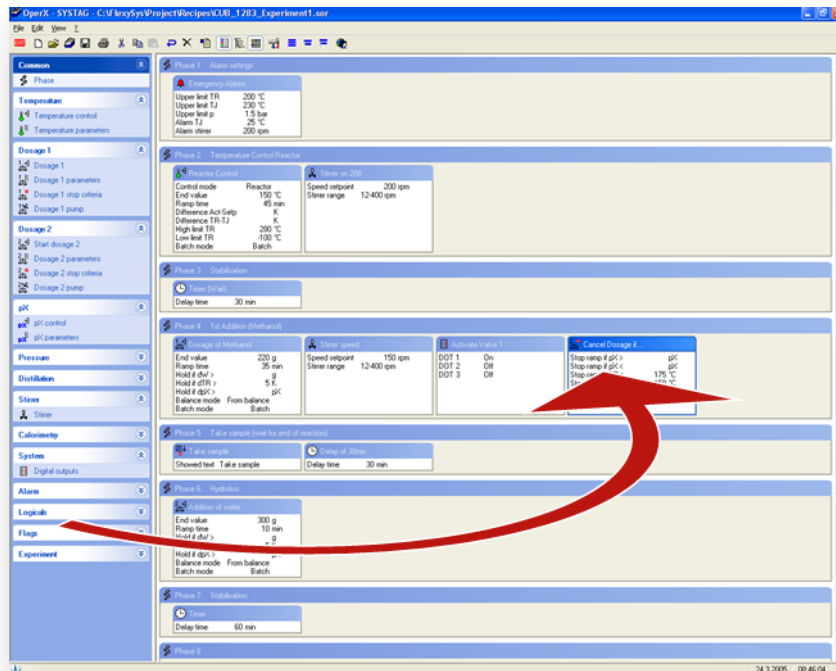 OperX - SYSTAG - C:\FlexySys\Project\Recipes\CUB_1283_Experiment1.sor
File Edit View ?
Common
Phase
Temperature
Temperature control
Temperature parameters
Dosage 1
Dosage 1
Dosage 1 parameters
Dosage 1 stop criteria
Dosage 1 pump
Dosage 2
Start dosage 2
Dosage 2 parameters
Dosage 2 stop criteria
Dosage 2 pump
pX
pX control
pX parameters
Pressure
Distillation
Stirrer
Stirrer
Calorimetry
System
Digital outputs
Alarm
Logicals
Flags
Experiment
Phase 1 Alarm settings
Emergency Alarms
Upper limit TR 200 °C
Upper limit TJ 230 °C
Upper limit p 1.5 bar
Alarm TJ 25 °C
Alarm stirrer 200 rpm
Phase 2 Temperature Control Reactor
Reactor Control
Control mode Reactor
End value 150 °C
Ramp time 45 min
Difference Act-Setp K
Difference TR-TJ K
High limit TR 280 °C
Low limit TR -100 °C
Batch mode Batch
Stirrer on 200
Speed setpoint 200 rpm
Stirrer range 12-400 rpm
Phase 3 Stabilisation
Timer (Wait)
Delay time 30 min
Phase 4 1st Addition (Methanol)
Dosage of Methanol
End value 220 g
Ramp time 35 min
Hold if dW > g
Hold if dTR > 5 K
Hold if dpX > pX
Balance mode From balance
Batch mode Batch
Stirrer speed
Speed setpoint 150 rpm
Stirrer range 12-400 rpm
Activate Valve 1
DOT 1 On
DOT 2 Off
DOT 3 Off
Cancel Dosage if...
Stop ramp if pX > pX
Stop ramp if pX < pX
Stop 175 °C
Phase 5 Take sample (wait for end of reaction)
Take sample
Showed text Take sample
Delay of 30min
Delay time 30 min
Phase 6 Hydrolisis
Addition of water
End value 300 g
Ramp time 10 min
Hold if dW > g
Hold if dpX > pX
Balance mode From balance
Batch mode Batch
Phase 7 Stabilisation
Timer
Delay time 60 min
Phase 8
24.3.2005 08:46:04